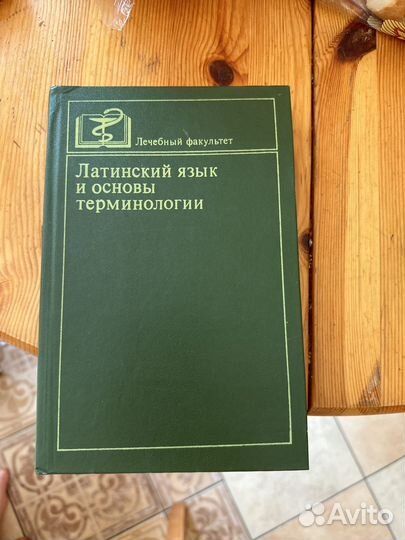 Лечебный факультет
Латинский язык
и основы
терминологии
Avito